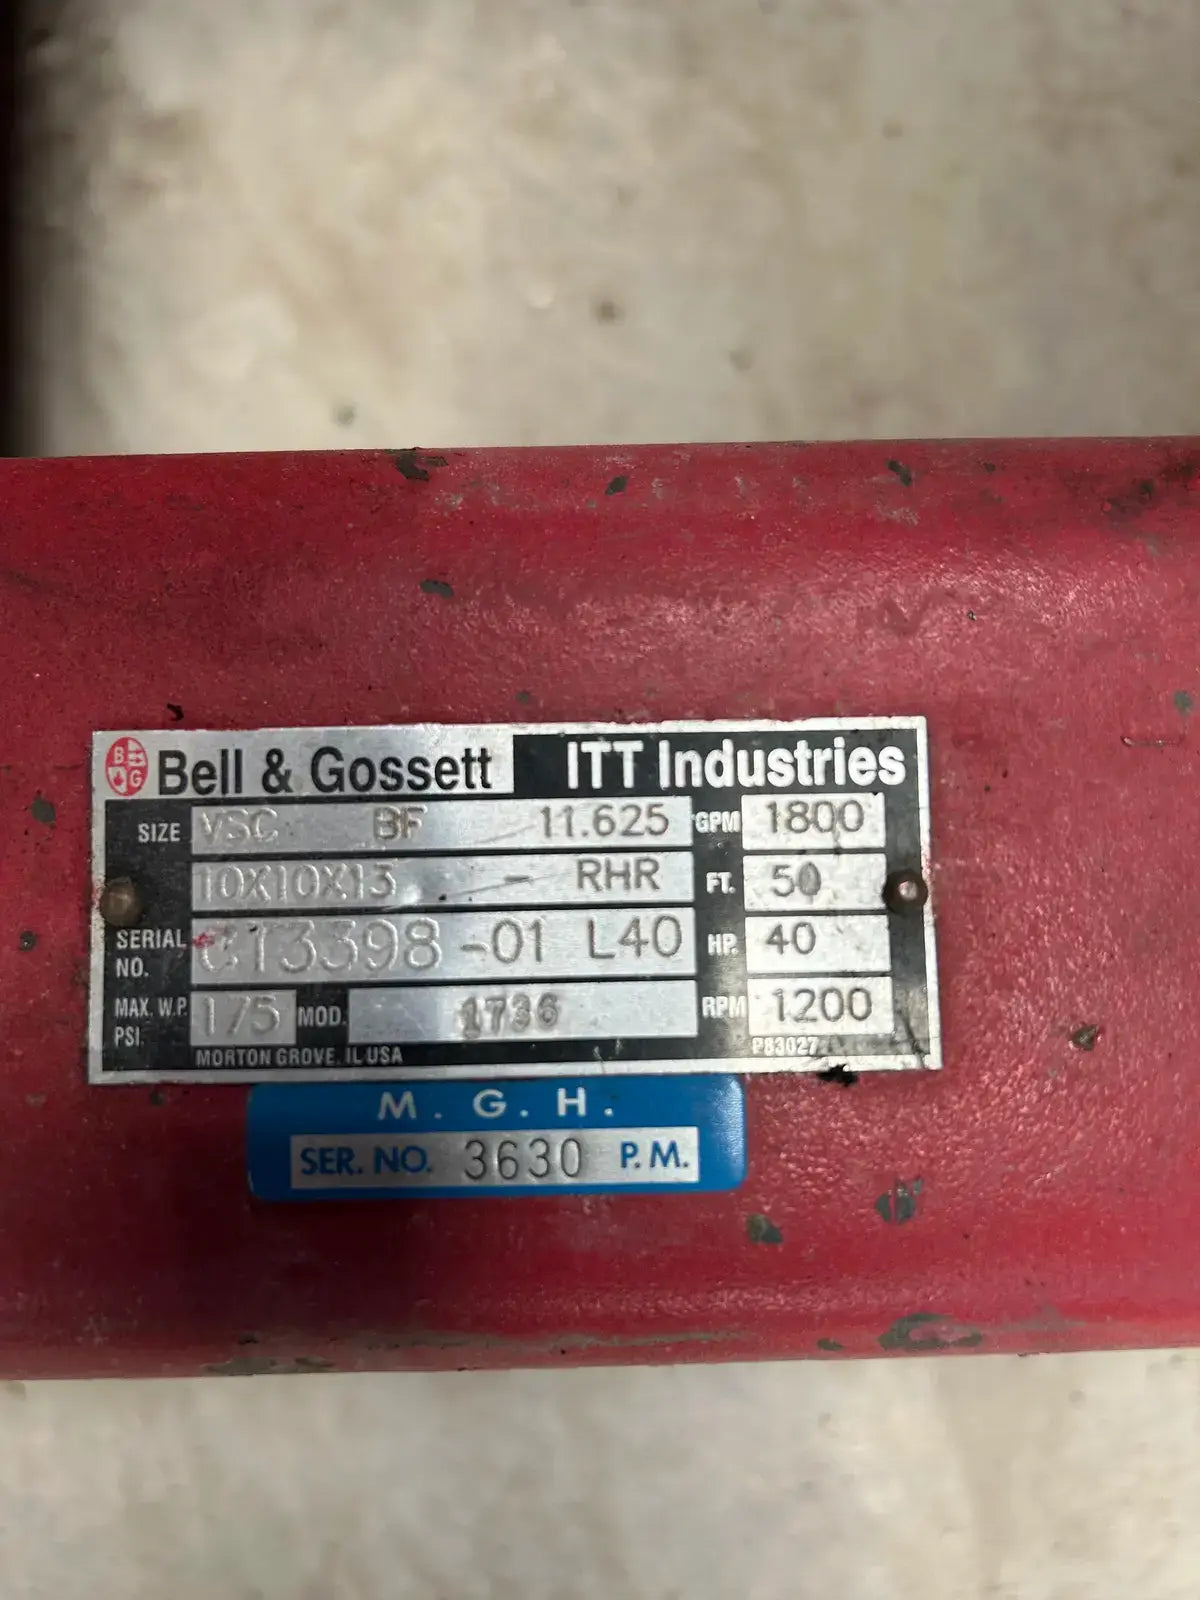 B G Bell & Gossett ITT Industries
SIZE VSC BF 11.625 GPM 1800
10X10X13 - RHR FT. 50
SERIAL NO. C13398-01 L40 HP. 40
MAX. W.P. PSI. 175 MOD. 1736 RPM 1200
MORTON GROVE, IL USA P83027
M.G.H.
SER. NO. 3630 P.M.